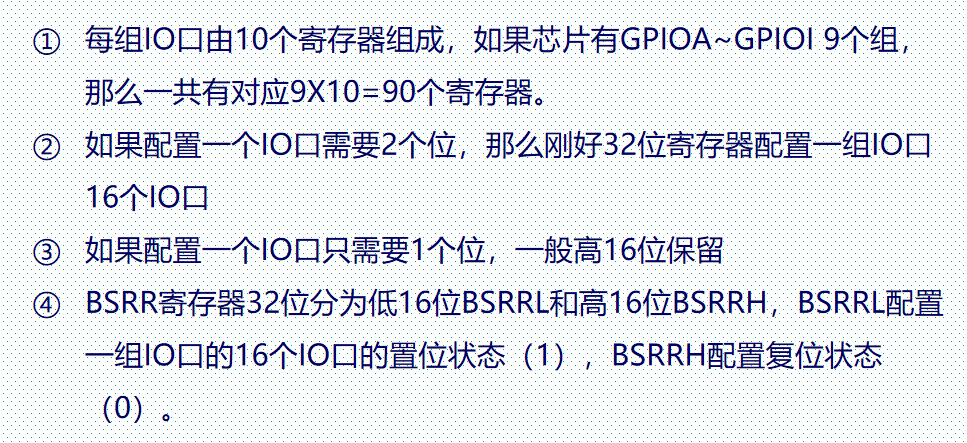 ① 每组IO口由10个寄存器组成，如果芯片有GPIOA~GPIOI 9个组，
那么一共有对应9X10=90个寄存器。
② 如果配置一个IO口需要2个位，那么刚好32位寄存器配置一组IO口
16个IO口
③ 如果配置一个IO口只需要1个位，一般高16位保留
④ BSRR寄存器32位分为低16位BSRRL和高16位BSRRH，BSRRL配置
一组IO口的16个IO口的置位状态（1），BSRRH配置复位状态
（0）。